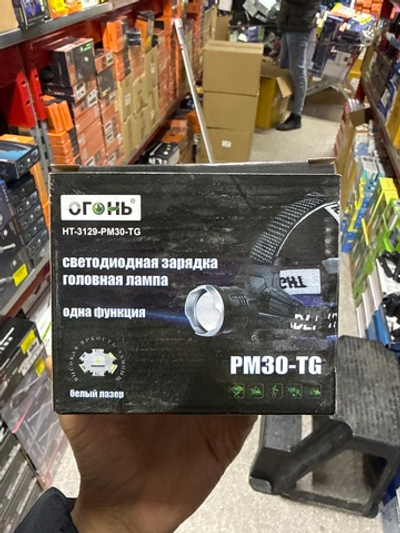 ОГОНЬ®
HT-3129-PM30-TG
светодиодная зарядка
головная лампа
одна функция
белый лазер
PM30-TG